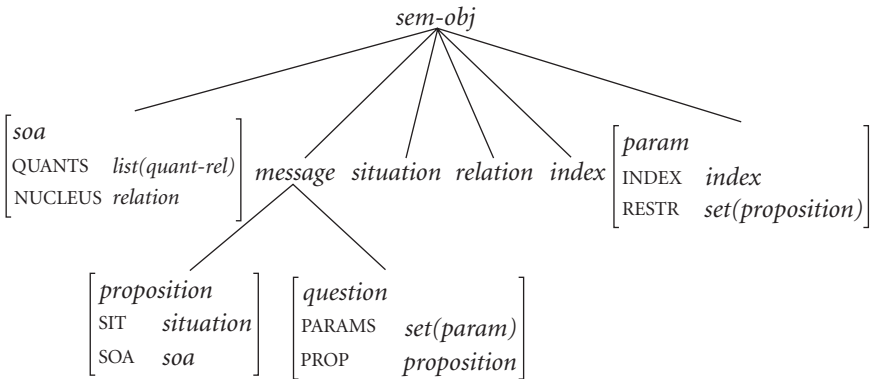 sem-obj
soa
QUANTS list(quant-rel)
NUCLEUS relation
message situation relation index
param
INDEX index
RESTR set(proposition)
proposition
SIT situation
SOA soa
question
PARAMS set(param)
PROP proposition